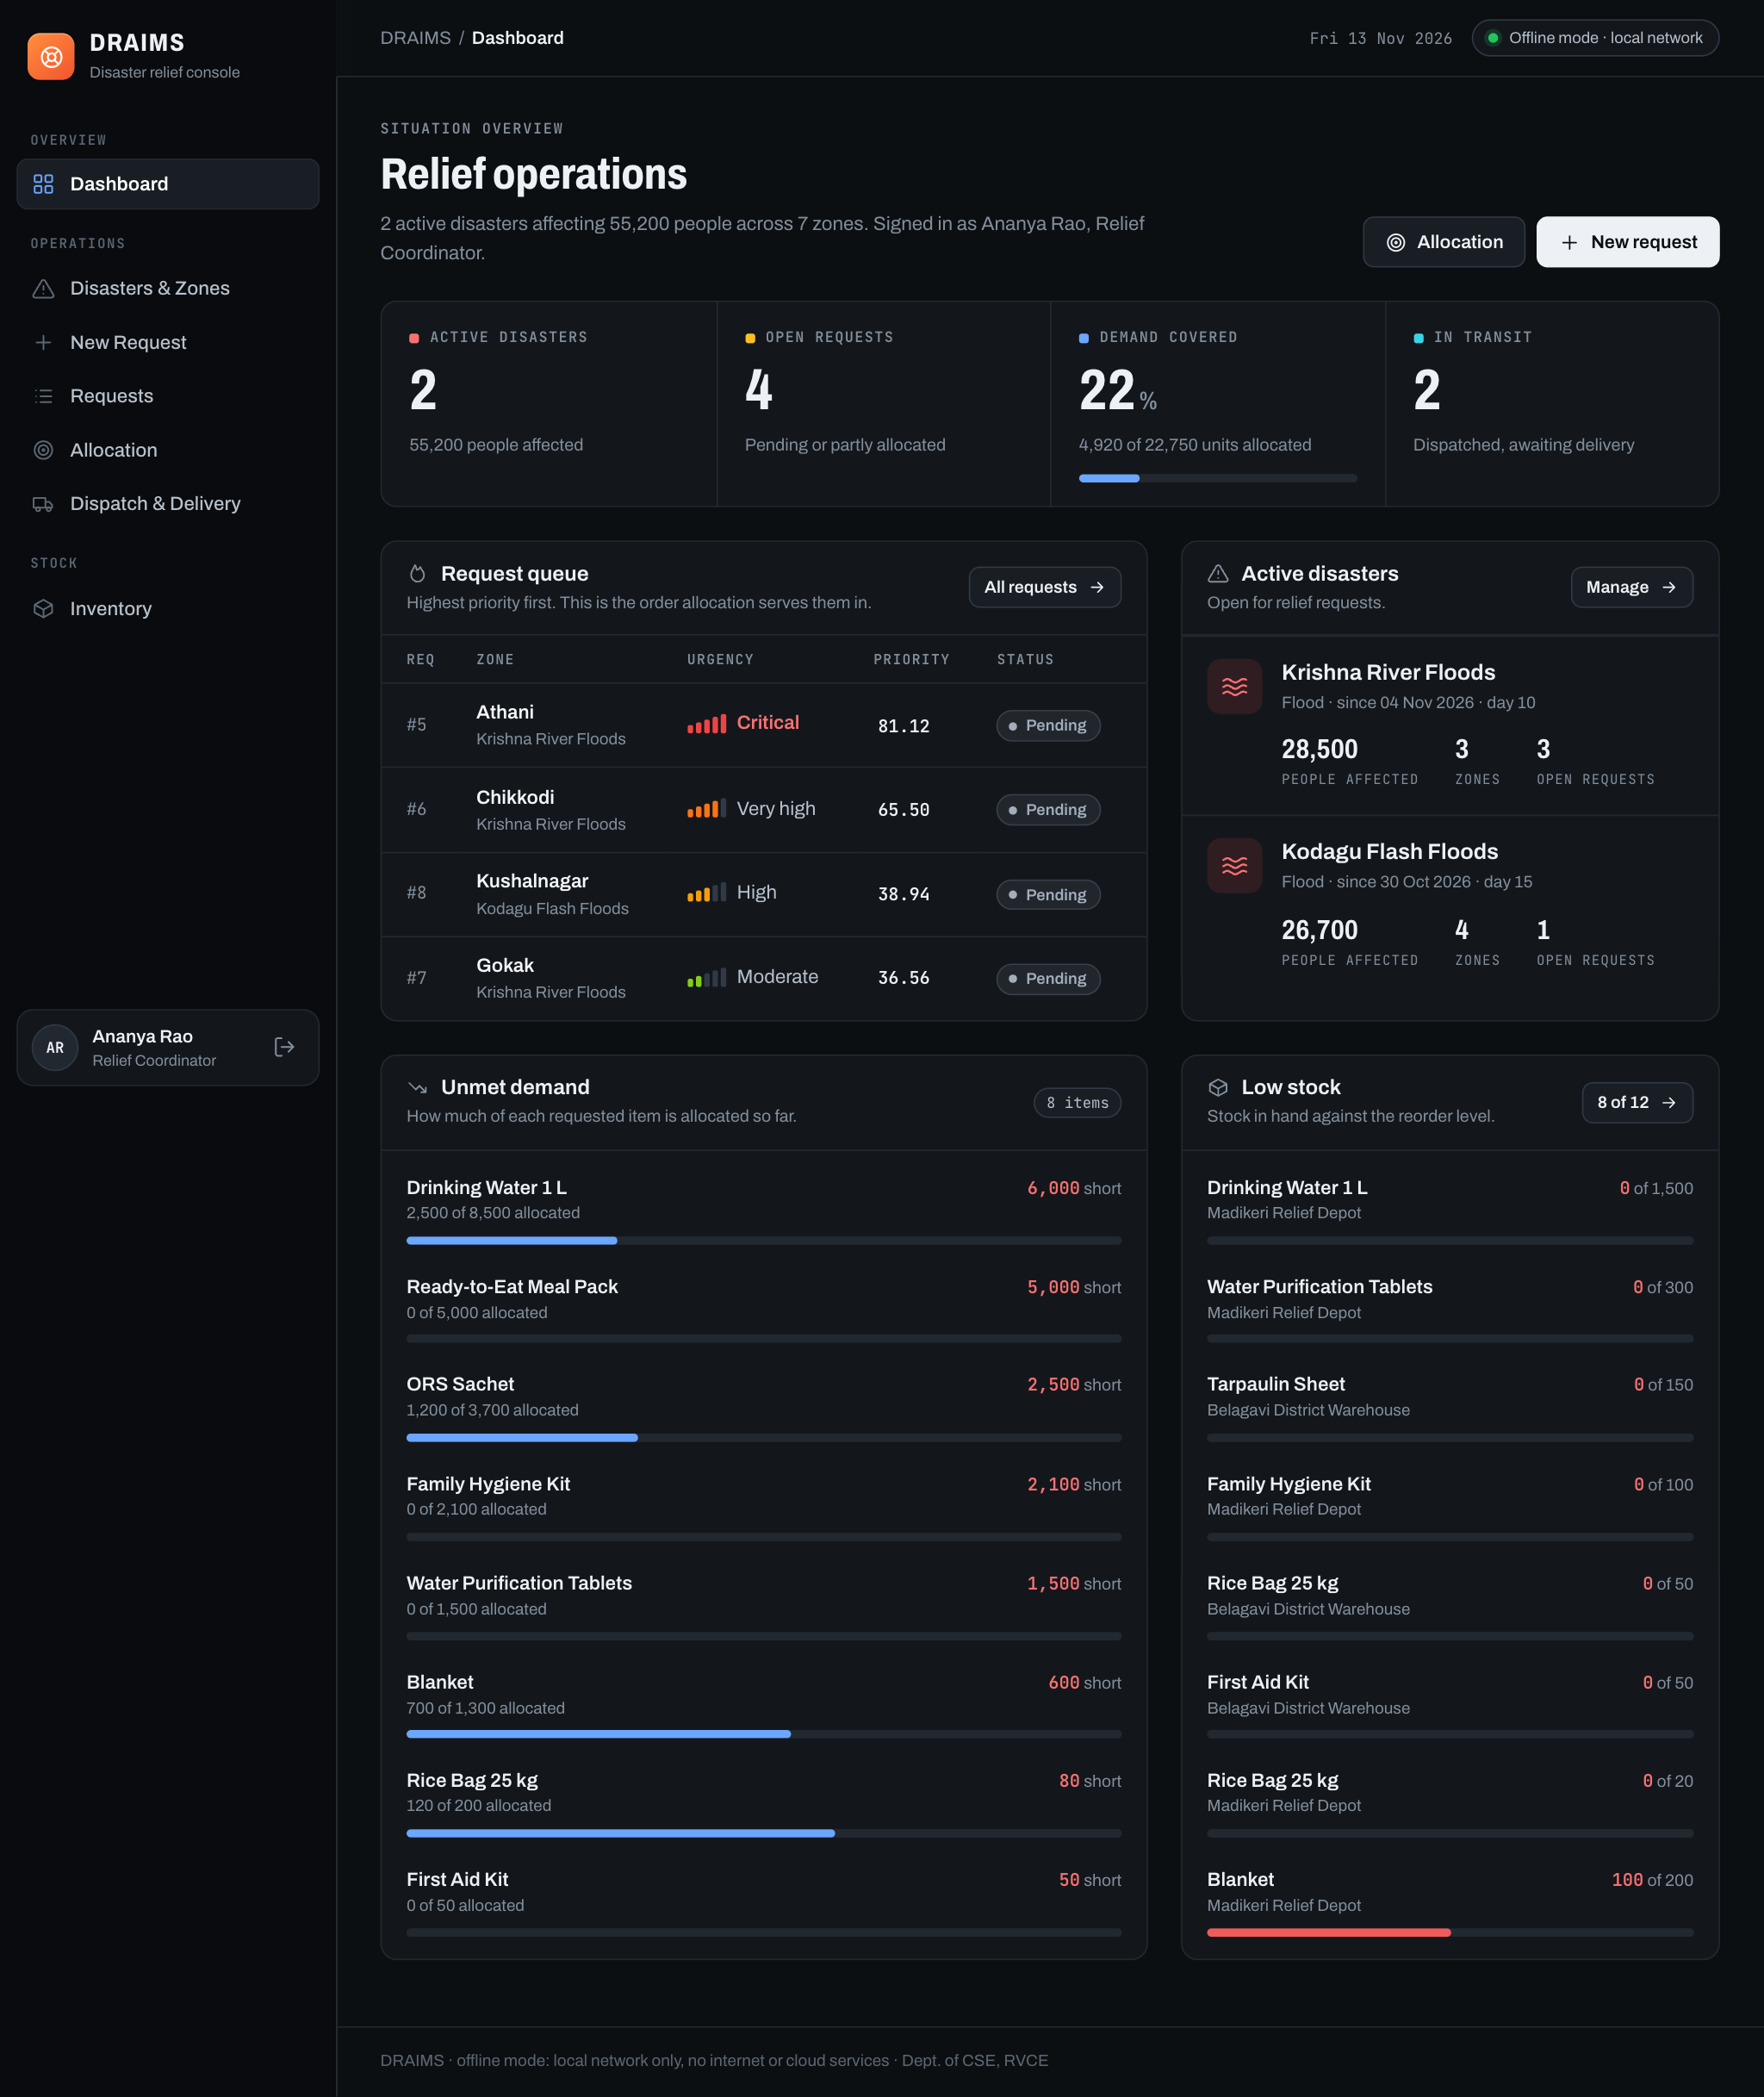 DRAIMS
Disaster relief console
OVERVIEW
Dashboard
OPERATIONS
Disasters & Zones
New Request
Requests
Allocation
Dispatch & Delivery
STOCK
Inventory
AR
Ananya Rao
Relief Coordinator
DRAIMS / Dashboard
Fri 13 Nov 2026
Offline mode · local network
SITUATION OVERVIEW
Relief operations
2 active disasters affecting 55,200 people across 7 zones. Signed in as Ananya Rao, Relief
Coordinator.
Allocation
New request
ACTIVE DISASTERS
2
55,200 people affected
OPEN REQUESTS
4
Pending or partly allocated
DEMAND COVERED
22%
4,920 of 22,750 units allocated
IN TRANSIT
2
Dispatched, awaiting delivery
Request queue
Highest priority first. This is the order allocation serves them in.
All requests →
REQ ZONE URGENCY PRIORITY STATUS
#5 Athani Critical 81.12 Pending
Krishna River Floods
#6 Chikkodi Very high 65.50 Pending
Krishna River Floods
#8 Kushalnagar High 38.94 Pending
Kodagu Flash Floods
#7 Gokak Moderate 36.56 Pending
Krishna River Floods
Active disasters
Open for relief requests.
Manage →
Krishna River Floods
Flood · since 04 Nov 2026 · day 10
28,500 3 3
PEOPLE AFFECTED ZONES OPEN REQUESTS
Kodagu Flash Floods
Flood · since 30 Oct 2026 · day 15
26,700 4 1
PEOPLE AFFECTED ZONES OPEN REQUESTS
Unmet demand
How much of each requested item is allocated so far.
8 items
Drinking Water 1 L 6,000 short
2,500 of 8,500 allocated
Ready-to-Eat Meal Pack 5,000 short
0 of 5,000 allocated
ORS Sachet 2,500 short
1,200 of 3,700 allocated
Family Hygiene Kit 2,100 short
0 of 2,100 allocated
Water Purification Tablets 1,500 short
0 of 1,500 allocated
Blanket 600 short
700 of 1,300 allocated
Rice Bag 25 kg 80 short
120 of 200 allocated
First Aid Kit 50 short
0 of 50 allocated
Low stock
Stock in hand against the reorder level.
8 of 12 →
Drinking Water 1 L 0 of 1,500
Madikeri Relief Depot
Water Purification Tablets 0 of 300
Madikeri Relief Depot
Tarpaulin Sheet 0 of 150
Belagavi District Warehouse
Family Hygiene Kit 0 of 100
Madikeri Relief Depot
Rice Bag 25 kg 0 of 50
Belagavi District Warehouse
First Aid Kit 0 of 50
Belagavi District Warehouse
Rice Bag 25 kg 0 of 20
Madikeri Relief Depot
Blanket 100 of 200
Madikeri Relief Depot
DRAIMS · offline mode: local network only, no internet or cloud services · Dept. of CSE, RVCE